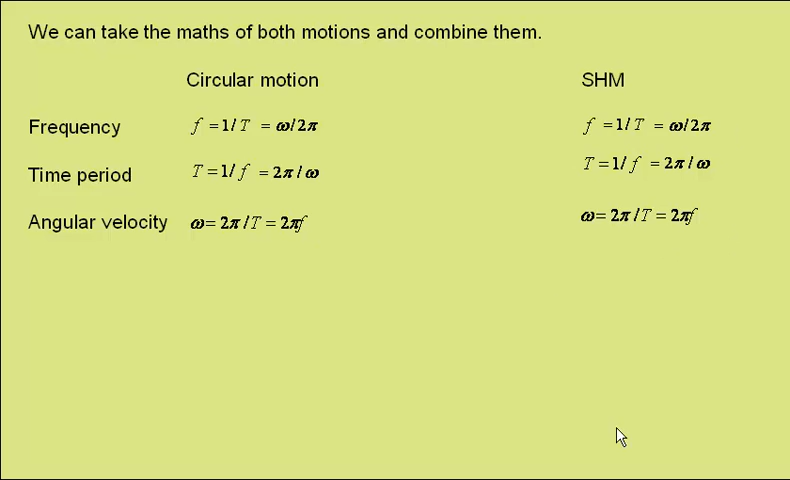 We can take the maths of both motions and combine them.
Circular motion SHM
Frequency f = 1/ T = ω/2π f = 1/ T = ω/2π
Time period T = 1/ f = 2π / ω T = 1/ f = 2π / ω
Angular velocity ω= 2π / T = 2πf ω= 2π / T = 2πf